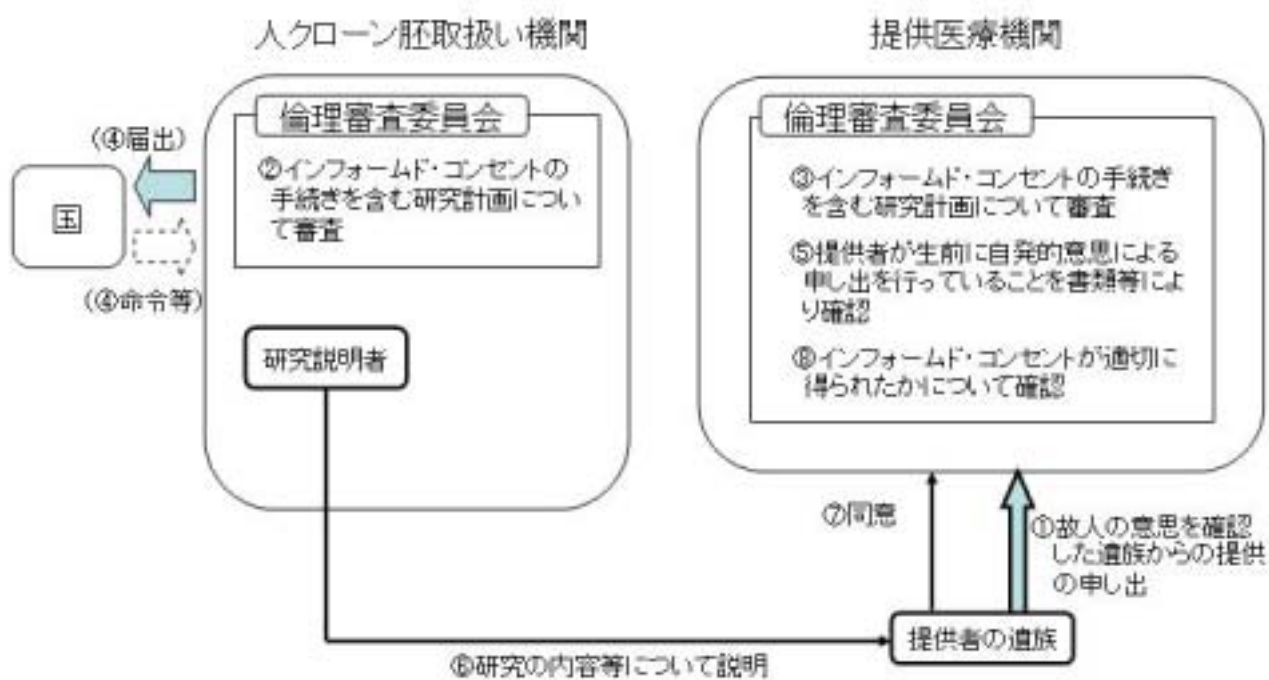 人クローン胚取扱い機関
提供医療機関
倫理審査委員会
②インフォームド・コンセントの
手続きを含む研究計画につい
て審査
(④届出)
国
(④命令等)
研究説明者
倫理審査委員会
③インフォームド・コンセントの手続き
を含む研究計画について審査
⑤提供者が生前に自発的意思による
申し出を行っていることを書類等によ
り確認
⑧インフォームド・コンセントが適切に
得られたかについて確認
⑦同意
①故人の意思を確認
した遺族からの提供
の申し出
提供者の遺族
⑥研究の内容等について説明